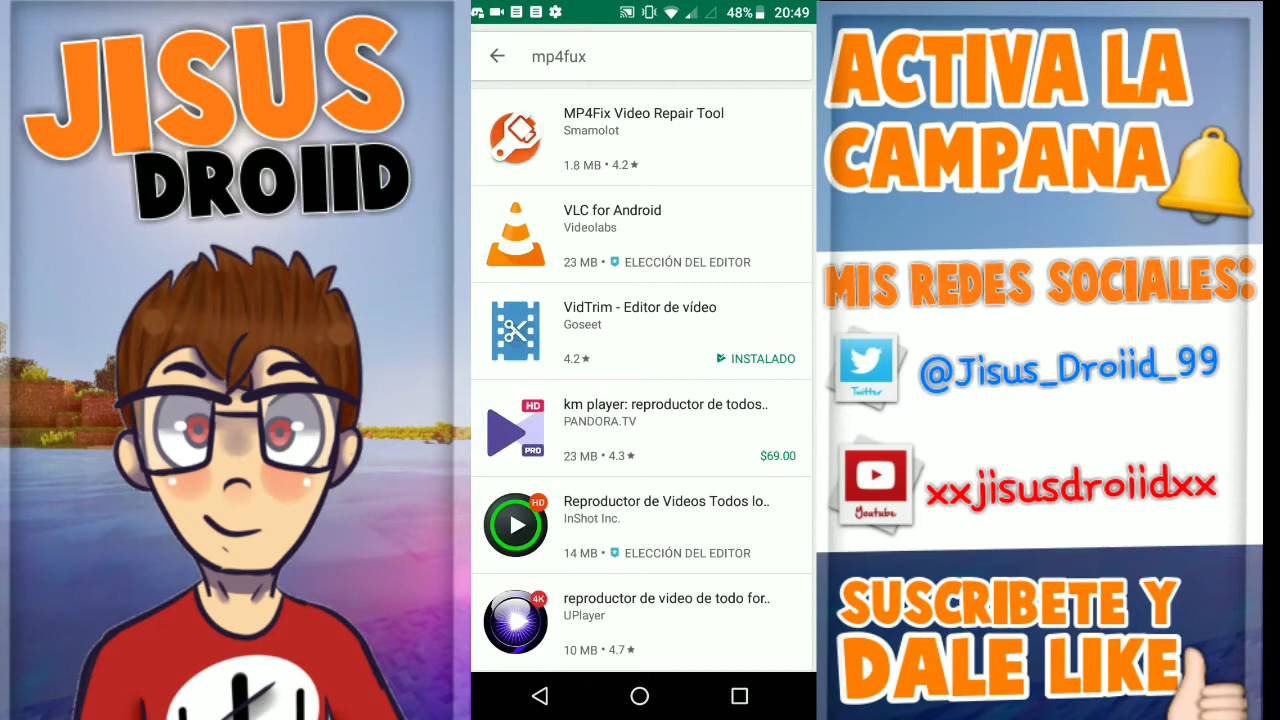 JISUS
DROIID
48% 20:49
mp4fux
MP4Fix Video Repair Tool
Smamolot
1.8 MB • 4.2★
VLC for Android
Videolabs
23 MB • ELECCIÓN DEL EDITOR
VidTrim - Editor de vídeo
Goseet
4.2★ INSTALADO
HD
PRO
km player: reproductor de todos..
PANDORA.TV
23 MB • 4.3★ $69.00
HD
Reproductor de Videos Todos lo..
InShot Inc.
14 MB • ELECCIÓN DEL EDITOR
4K
reproductor de video de todo for..
UPlayer
10 MB • 4.7★
ACTIVA LA
CAMPANA
MIS REDES SOCIALES:
Twitter
@Jisus_Droiid_99
Youtube
xxjisusdroiidxx
SUSCRIBETE Y
DALE LIKE